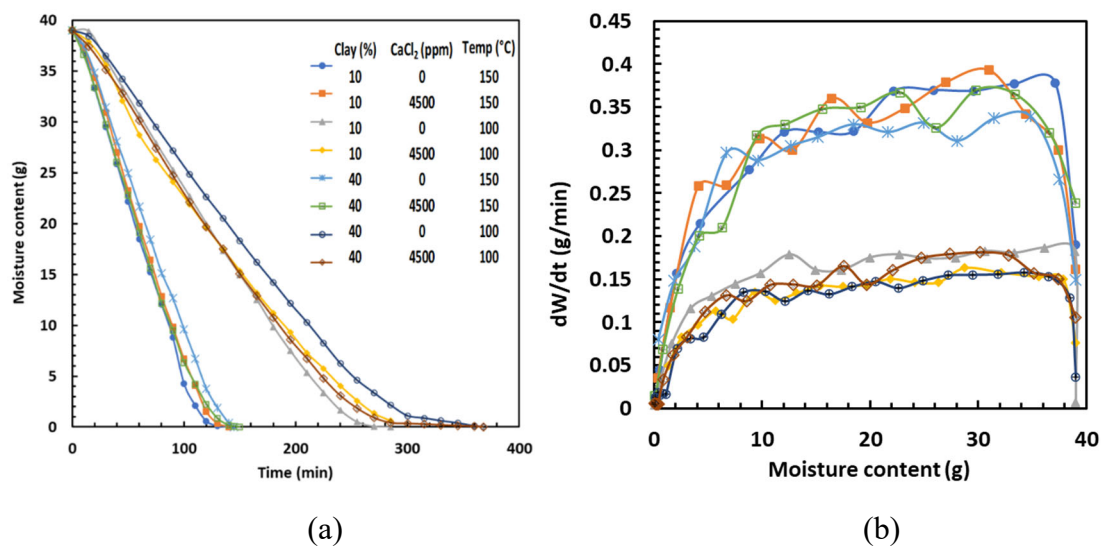 40
35
30
25
20
15
10
5
0
Moisture content (g)
Clay (%) CaCl₂ (ppm) Temp (°C)
10 0 150
10 4500 150
10 0 100
10 4500 100
40 0 150
40 4500 150
40 0 100
40 4500 100
0 100 200 300 400
Time (min)
(a)
0.45
0.4
0.35
0.3
0.25
0.2
0.15
0.1
0.05
0
dW/dt (g/min)
0 10 20 30 40
Moisture content (g)
(b)